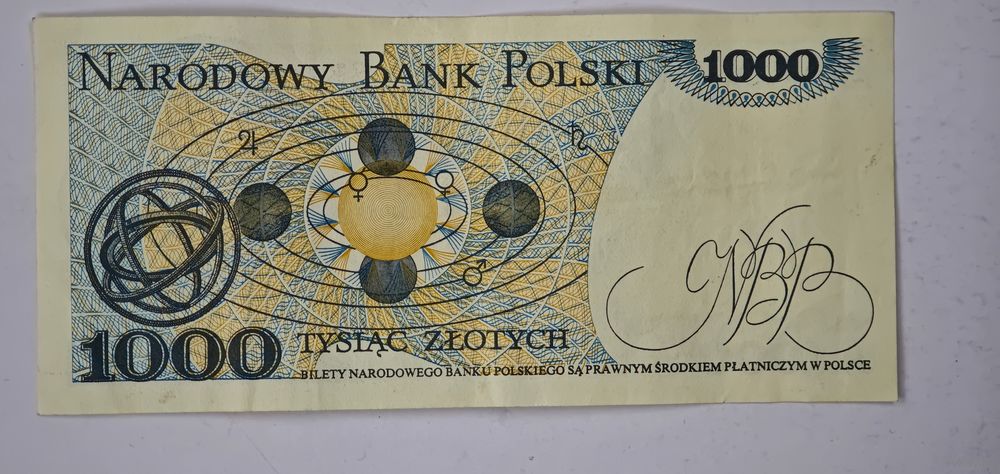 NARODOWY BANK POLSKI
1000
♃
♄
☿
♀
♂
NBP
1000
TYSIĄC ZŁOTYCH
BILETY NARODOWEGO BANKU POLSKIEGO SĄ PRAWNYM ŚRODKIEM PŁATNICZYM W POLSCE